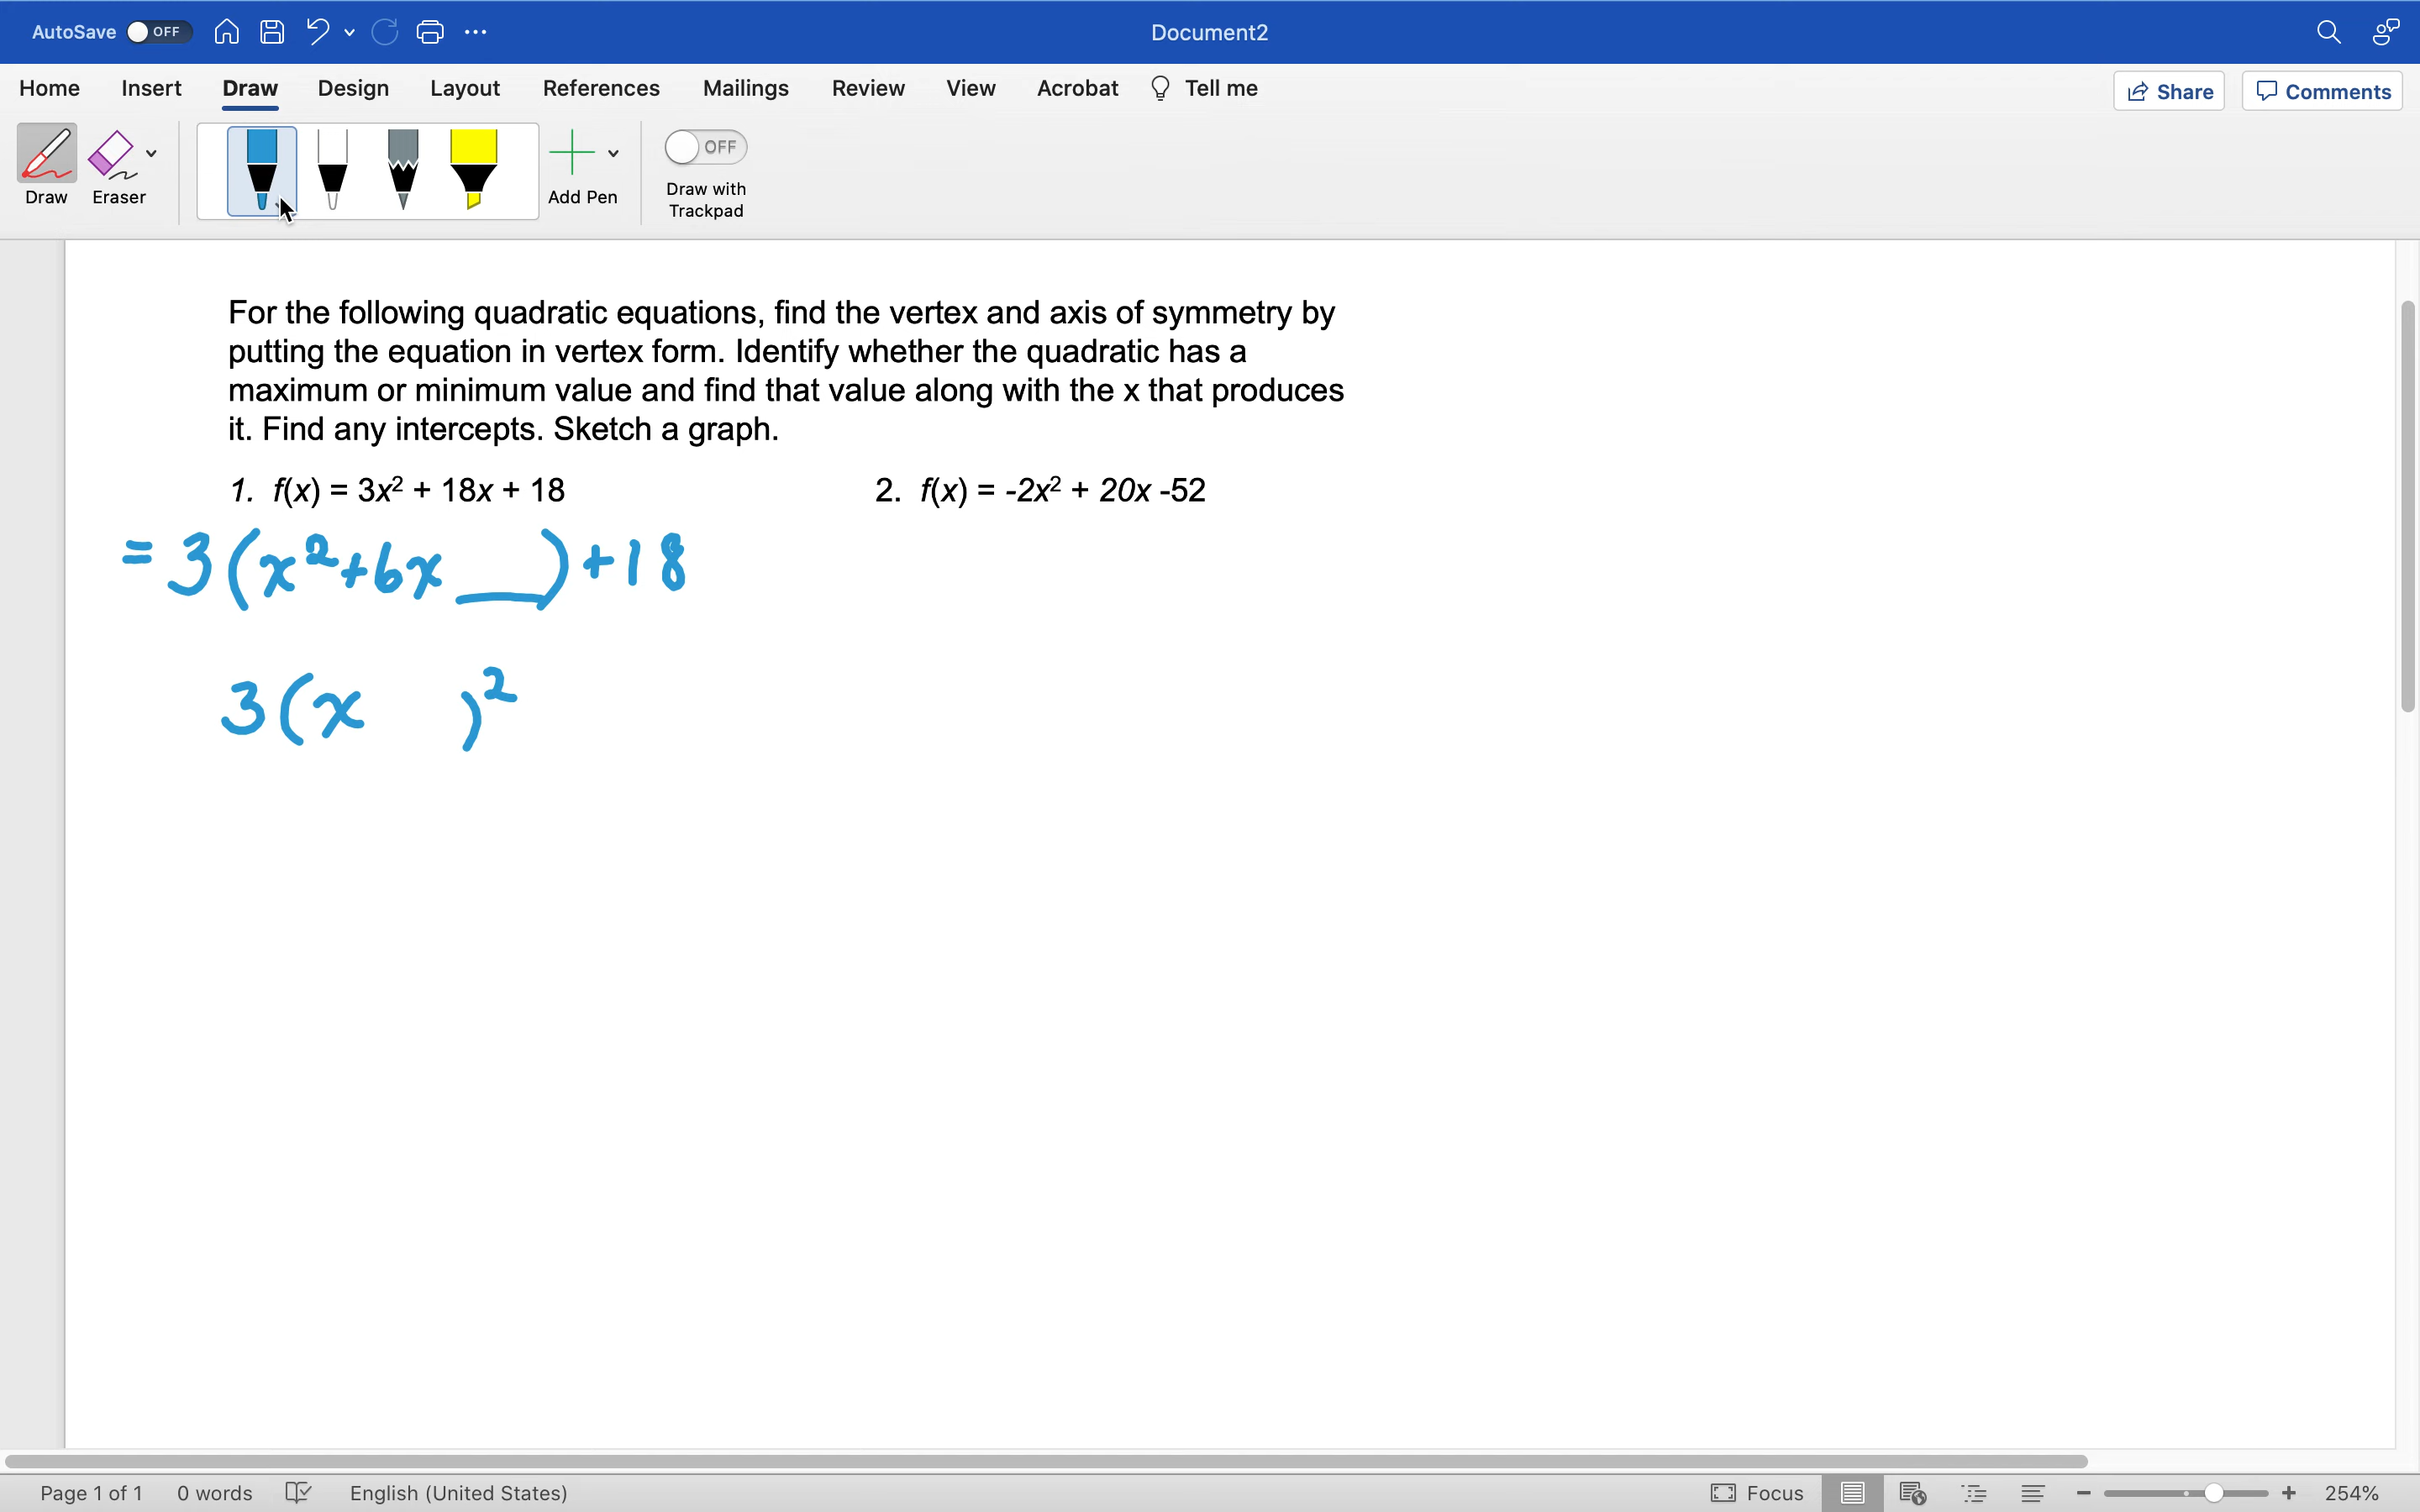 AutoSave OFF
Document2
Home Insert Draw Design Layout References Mailings Review View Acrobat Tell me
Share Comments
OFF
Draw Eraser Add Pen Draw with
Trackpad
For the following quadratic equations, find the vertex and axis of symmetry by
putting the equation in vertex form. Identify whether the quadratic has a
maximum or minimum value and find that value along with the x that produces
it. Find any intercepts. Sketch a graph.
1. f(x) = 3x² + 18x + 18
2. f(x) = -2x² + 20x -52
= 3(x²+6x ___)+18
3(x )²
Page 1 of 1 0 words English (United States) Focus 254%